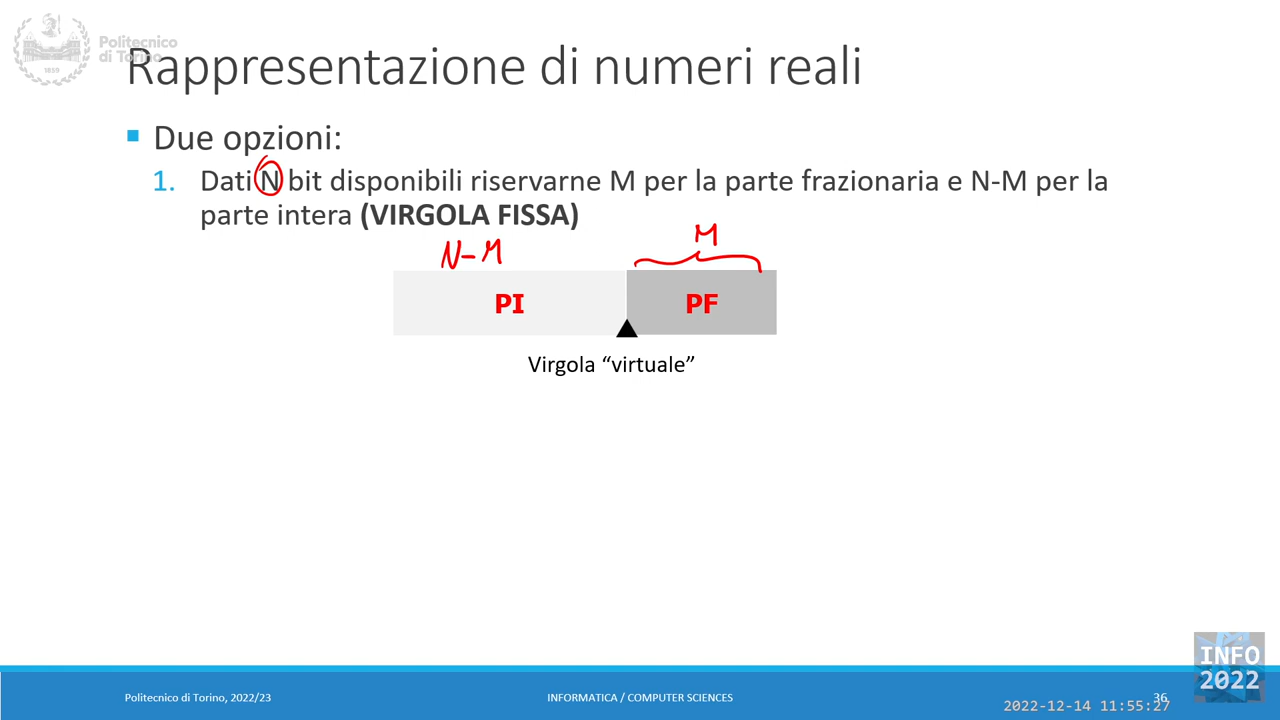 Politecnico
di Torino
1859
Rappresentazione di numeri reali
Due opzioni:
1. Dati N bit disponibili riservarne M per la parte frazionaria e N-M per la
parte intera (VIRGOLA FISSA)
N-M
M
PI
PF
Virgola “virtuale”
INFO
2022
Politecnico di Torino, 2022/23
INFORMATICA / COMPUTER SCIENCES
36
2022-12-14 11:55:27